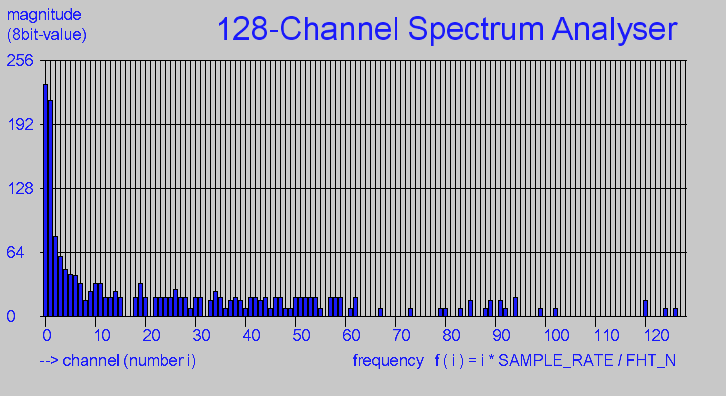 magnitude
(8bit-value)
128-Channel Spectrum Analyser
256
192
128
64
0
0 10 20 30 40 50 60 70 80 90 100 110 120
--> channel (number i)
frequency f ( i ) = i * SAMPLE_RATE / FHT_N